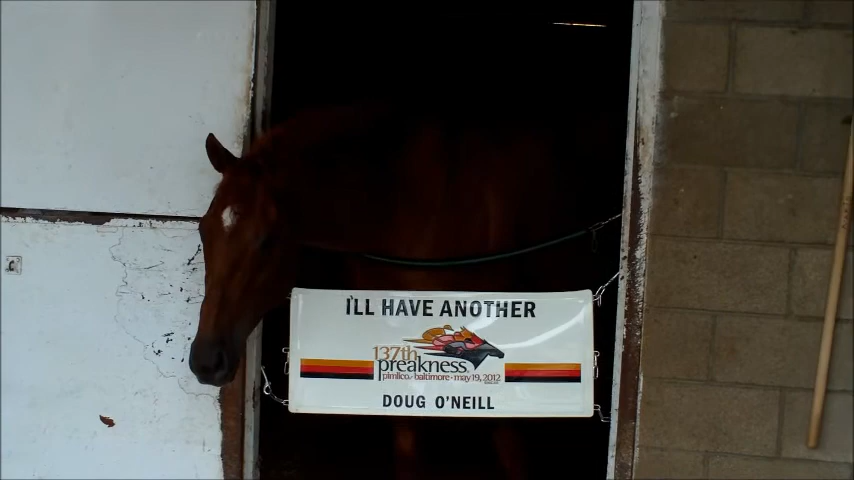 I'LL HAVE ANOTHER
137th
preakness
pimlico - baltimore - may 19, 2012
DOUG O'NEILL